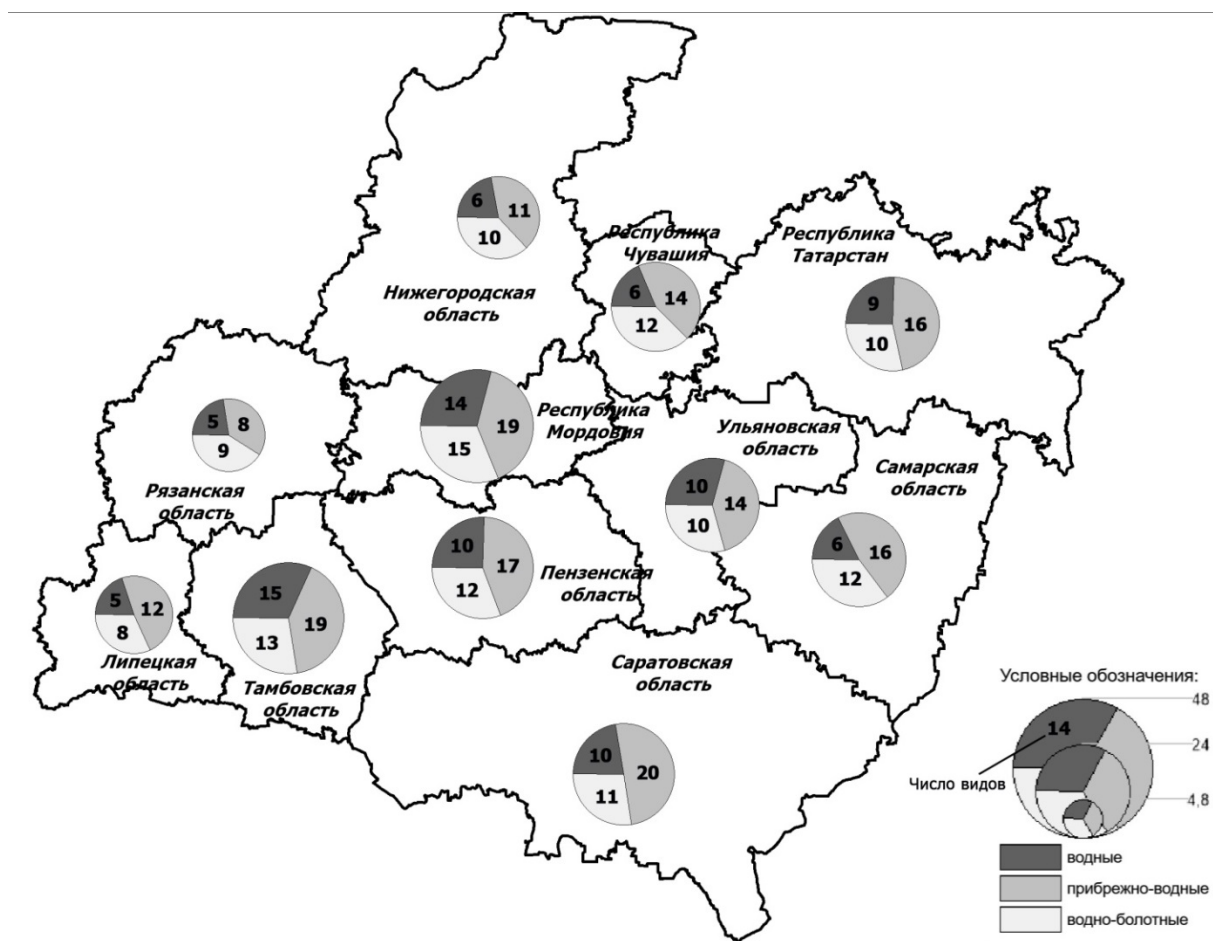 6
11
10
Нижегородская
область
Республика
Чувашия
6
14
12
Республика
Татарстан
9
16
10
5
8
9
Рязанская
область
14
19
15
Республика
Мордовия
Ульяновская
область
10
14
10
Самарская
область
6
16
12
10
17
12
Пензенская
область
5
12
8
Липецкая
область
15
19
13
Тамбовская
область
Саратовская
область
10
20
11
Условные обозначения:
48
14
24
Число видов
4,8
водные
прибрежно-водные
водно-болотные